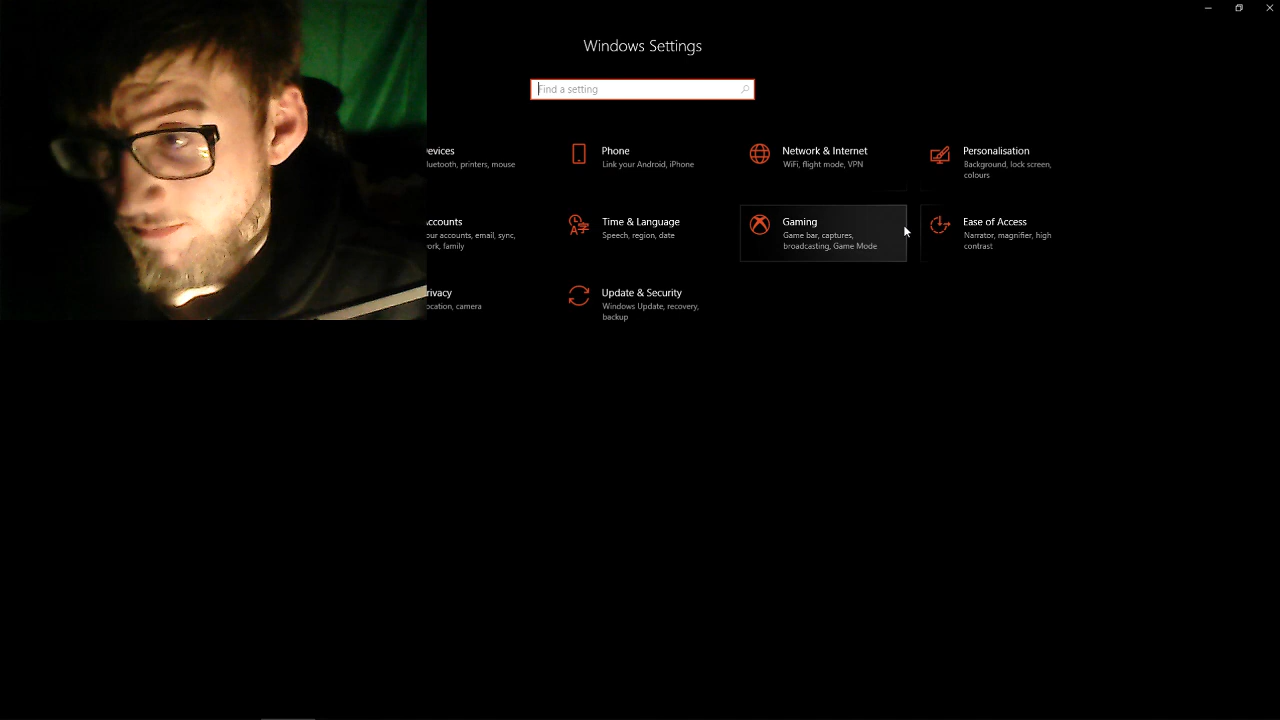 Windows Settings
Find a setting
Phone
Link your Android, iPhone
Network & Internet
WiFi, flight mode, VPN
Personalisation
Background, lock screen,
colours
evices
luetooth, printers, mouse
ccounts
our accounts, email, sync,
ork, family
Time & Language
Speech, region, date
Gaming
Game bar, captures,
broadcasting, Game Mode
Ease of Access
Narrator, magnifier, high
contrast
rivacy
ocation, camera
Update & Security
Windows Update, recovery,
backup